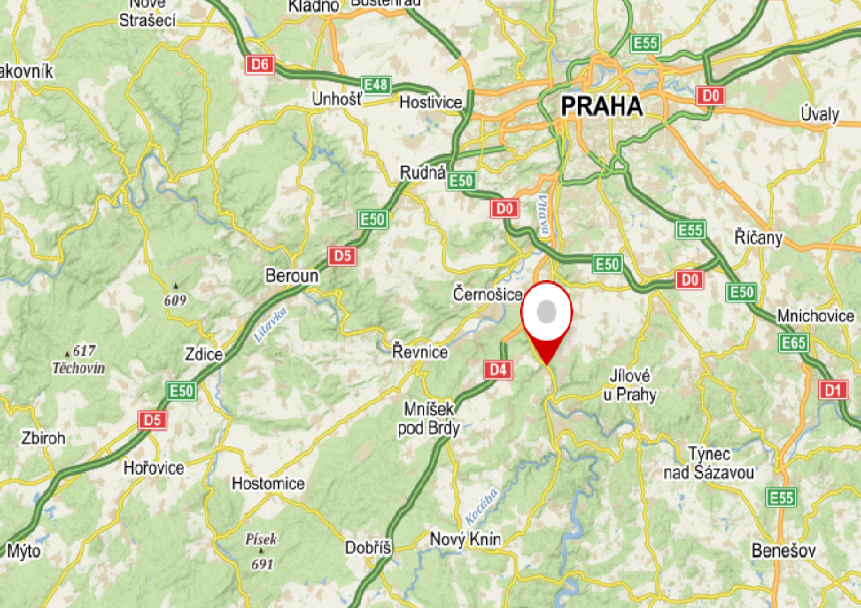 Nové
Strašecí
Kladno
Buštěhrad
E55
D6
akovník
E48
Unhošť
Hostivice
PRAHA
D0
Úvaly
Rudná
E50
Vltava
D0
E50
E55
Říčany
D5
E50
D0
Beroun
E50
609
Černošice
Litavka
Mnichovice
E65
617
Těchovín
Zdice
Řevnice
D4
Jílové
u Prahy
D1
E50
D5
Mníšek
pod Brdy
Zbiroh
Hořovice
Týnec
nad Sázavou
Hostomice
E55
Kocába
Písek
691
Dobříš
Nový Knín
Mýto
Benešov